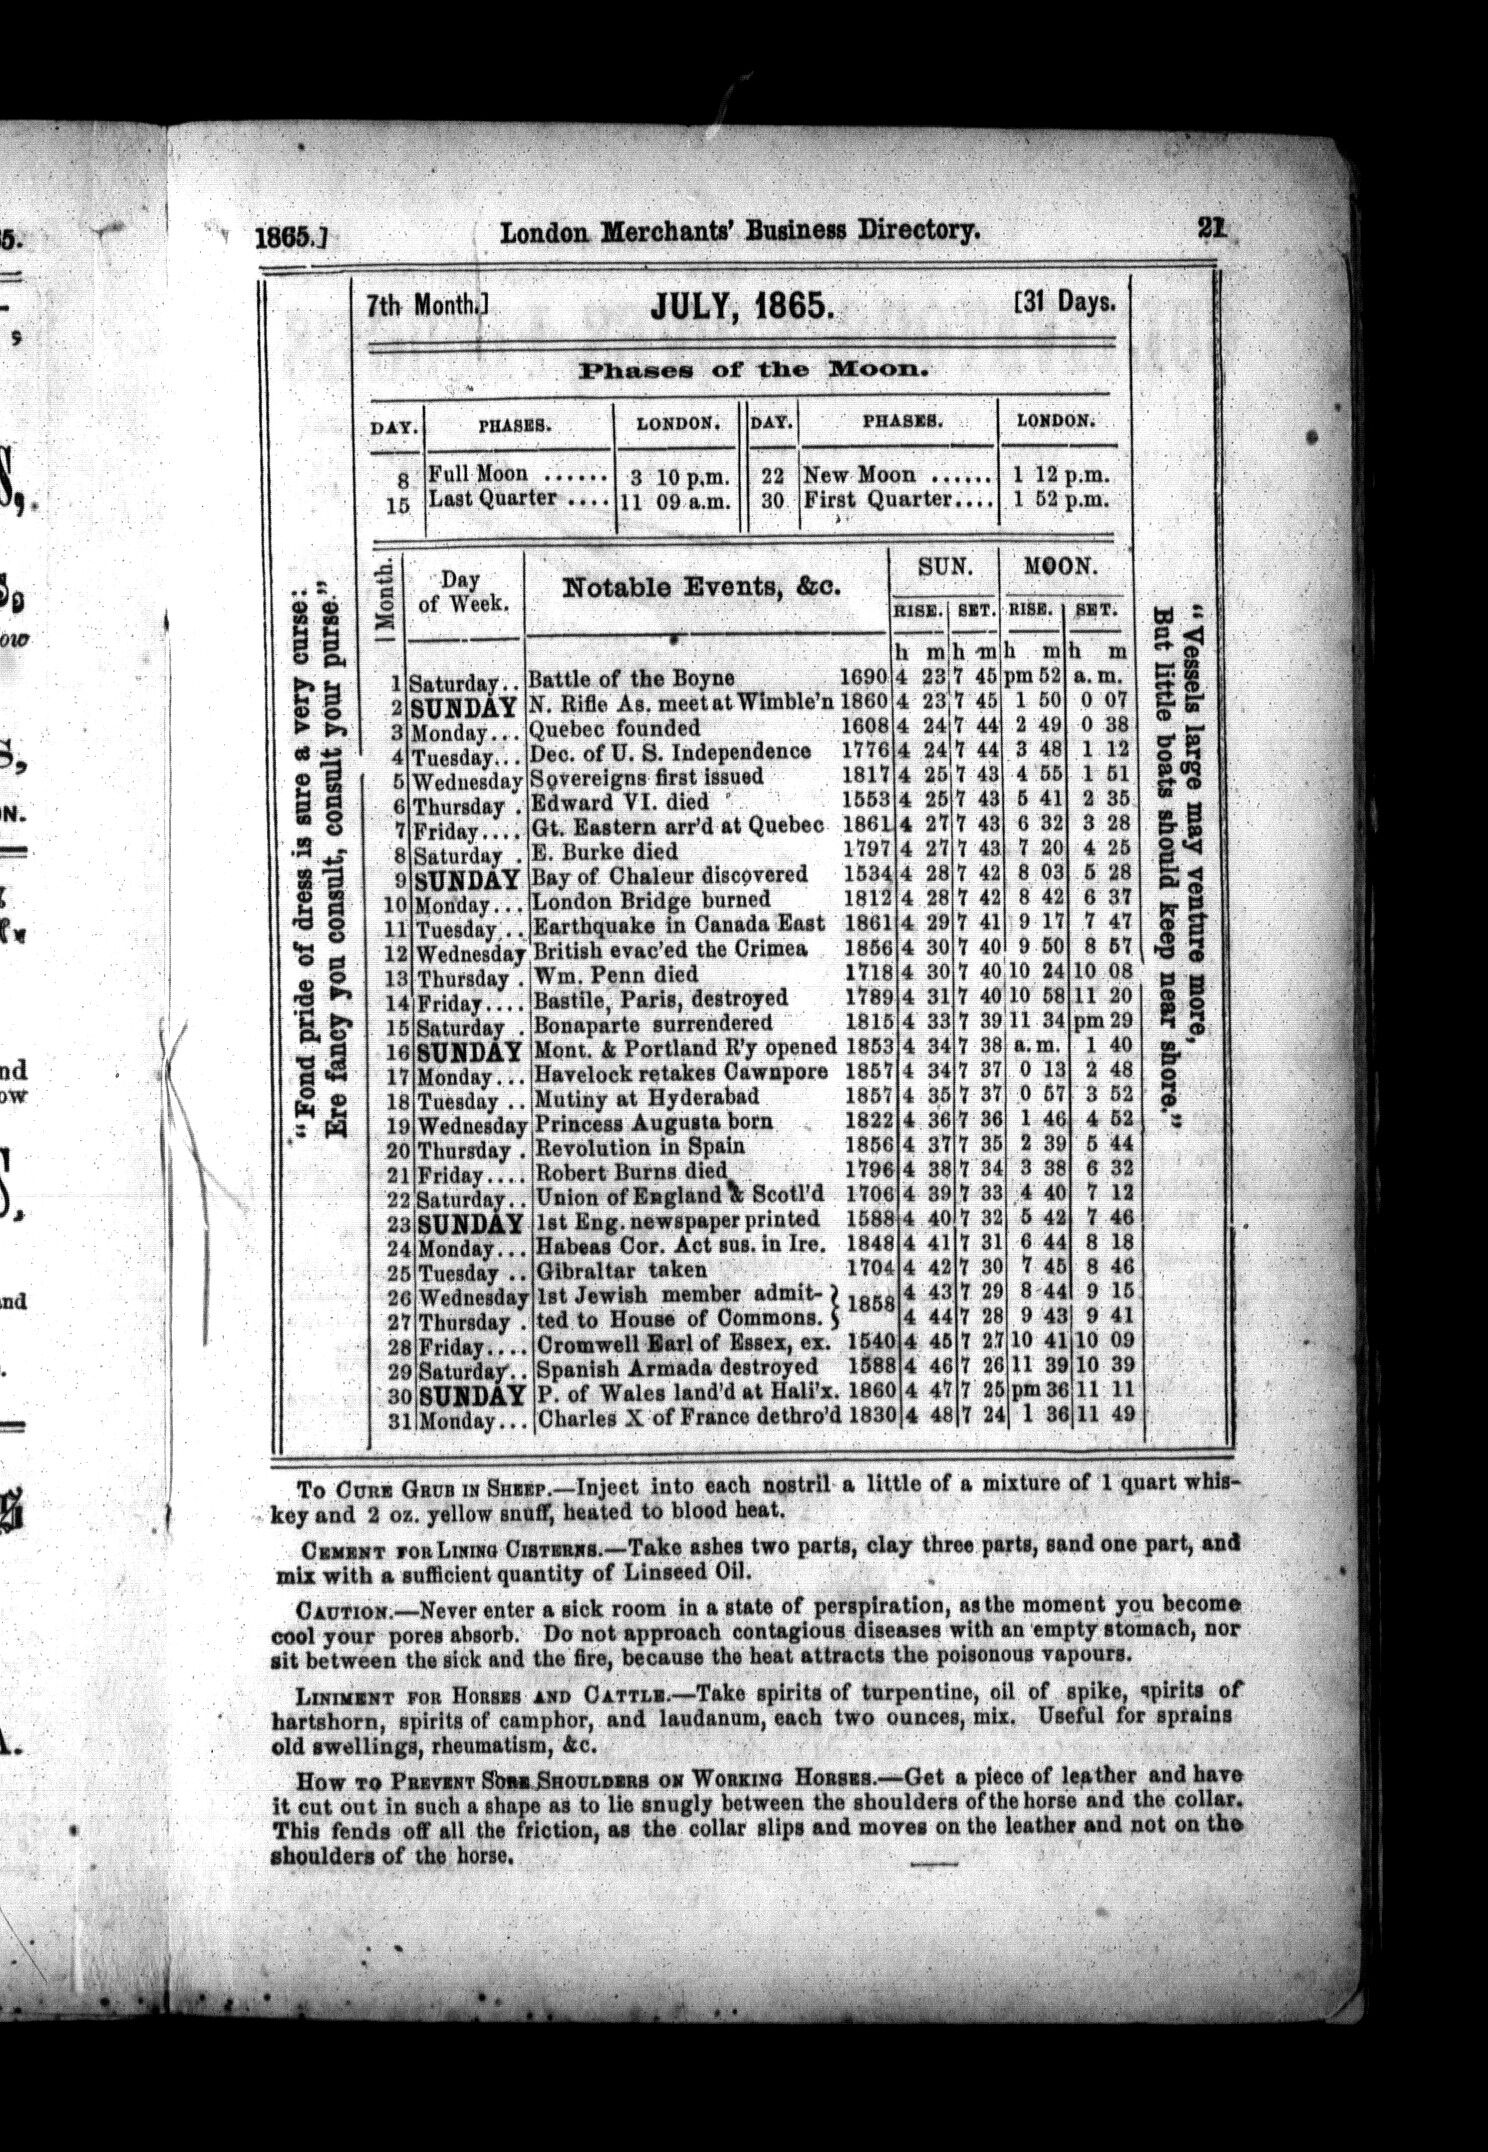 1865.] London Merchants' Business Directory. 21
"Fond pride of dress is sure a very curse:
Ere fancy you consult, consult your purse."
7th Month.] JULY, 1865. [31 Days.
Phases of the Moon.
DAY. PHASES. LONDON. DAY. PHASES. LONDON.
8 Full Moon ...... 3 10 p.m. 22 New Moon ...... 1 12 p.m.
15 Last Quarter .... 11 09 a.m. 30 First Quarter.... 1 52 p.m.
Month. Day of Week. Notable Events, &c. SUN. MOON.
RISE. SET. RISE. SET.
h m h m h m h m
1 Saturday.. Battle of the Boyne 1690 4 23 7 45 pm 52 a.m.
2 SUNDAY N. Rifle As. meet at Wimble'n 1860 4 23 7 45 1 50 0 07
3 Monday... Quebec founded 1608 4 24 7 44 2 49 0 38
4 Tuesday... Dec. of U. S. Independence 1776 4 24 7 44 3 48 1 12
5 Wednesday Sovereigns first issued 1817 4 25 7 43 4 55 1 51
6 Thursday . Edward VI. died 1553 4 25 7 43 5 41 2 35
7 Friday.... Gt. Eastern arr'd at Quebec 1861 4 27 7 43 6 32 3 28
8 Saturday . E. Burke died 1797 4 27 7 43 7 20 4 25
9 SUNDAY Bay of Chaleur discovered 1534 4 28 7 42 8 03 5 28
10 Monday... London Bridge burned 1812 4 28 7 42 8 42 6 37
11 Tuesday.. Earthquake in Canada East 1861 4 29 7 41 9 17 7 47
12 Wednesday British evac'ed the Crimea 1856 4 30 7 40 9 50 8 57
13 Thursday . Wm. Penn died 1718 4 30 7 40 10 24 10 08
14 Friday.... Bastile, Paris, destroyed 1789 4 31 7 40 10 58 11 20
15 Saturday . Bonaparte surrendered 1815 4 33 7 39 11 34 pm 29
16 SUNDAY Mont. & Portland R'y opened 1853 4 34 7 38 a.m. 1 40
17 Monday... Havelock retakes Cawnpore 1857 4 34 7 37 0 13 2 48
18 Tuesday .. Mutiny at Hyderabad 1857 4 35 7 37 0 57 3 52
19 Wednesday Princess Augusta born 1822 4 36 7 36 1 46 4 52
20 Thursday . Revolution in Spain 1856 4 37 7 35 2 39 5 44
21 Friday.... Robert Burns died 1796 4 38 7 34 3 38 6 32
22 Saturday.. Union of England & Scotl'd 1706 4 39 7 33 4 40 7 12
23 SUNDAY 1st Eng. newspaper printed 1588 4 40 7 32 5 42 7 46
24 Monday... Habeas Cor. Act sus. in Ire. 1848 4 41 7 31 6 44 8 18
25 Tuesday .. Gibraltar taken 1704 4 42 7 30 7 45 8 46
26 Wednesday 1st Jewish member admit- } 1858 4 43 7 29 8 44 9 15
27 Thursday . ted to House of Commons. } 4 44 7 28 9 43 9 41
28 Friday.... Cromwell Earl of Essex, ex. 1540 4 45 7 27 10 41 10 09
29 Saturday.. Spanish Armada destroyed 1588 4 46 7 26 11 39 10 39
30 SUNDAY P. of Wales land'd at Hali'x. 1860 4 47 7 25 pm 36 11 11
31 Monday... Charles X of France dethro'd 1830 4 48 7 24 1 36 11 49
"Vessels large may venture more,
But little boats should keep near shore."
TO CURE GRUB IN SHEEP.—Inject into each nostril a little of a mixture of 1 quart whis-
key and 2 oz. yellow snuff, heated to blood heat.
CEMENT FOR LINING CISTERNS.—Take ashes two parts, clay three parts, sand one part, and
mix with a sufficient quantity of Linseed Oil.
CAUTION.—Never enter a sick room in a state of perspiration, as the moment you become
cool your pores absorb. Do not approach contagious diseases with an empty stomach, nor
sit between the sick and the fire, because the heat attracts the poisonous vapours.
LINIMENT FOR HORSES AND CATTLE.—Take spirits of turpentine, oil of spike, spirits of
hartshorn, spirits of camphor, and laudanum, each two ounces, mix. Useful for sprains
old swellings, rheumatism, &c.
HOW TO PREVENT SORE SHOULDERS ON WORKING HORSES.—Get a piece of leather and have
it cut out in such a shape as to lie snugly between the shoulders of the horse and the collar.
This fends off all the friction, as the collar slips and moves on the leather and not on the
shoulders of the horse.